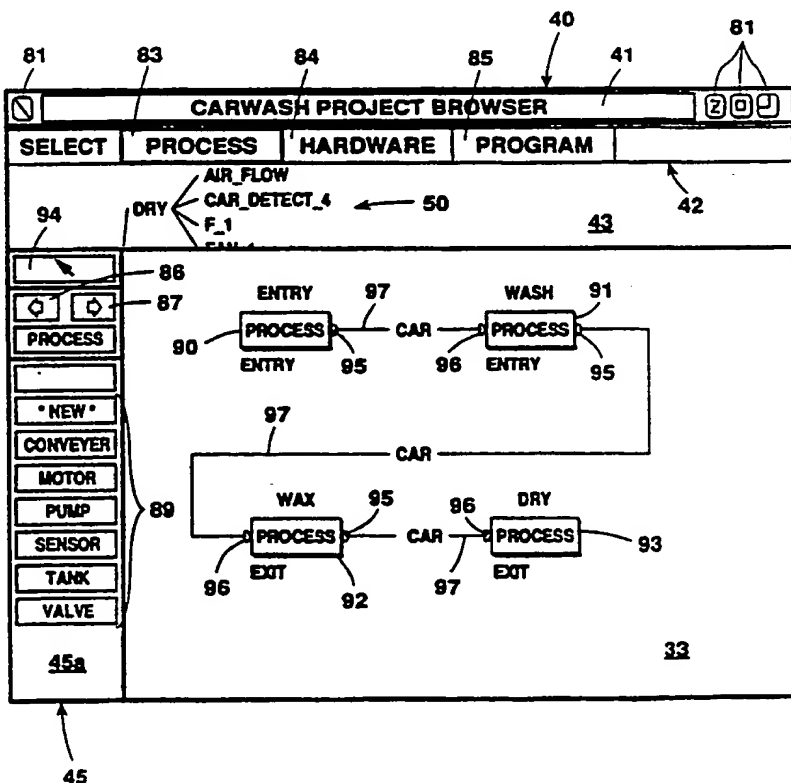 40
81 83 84 85 41 81
CARWASH PROJECT BROWSER Z
SELECT PROCESS HARDWARE PROGRAM
42
AIR_FLOW
DRY CAR_DETECT_4 50 43
F_1
94
86
87
PROCESS
*NEW*
CONVEYER
MOTOR
PUMP
SENSOR
TANK
VALVE
89
45a
45
ENTRY 97 WASH 91
90 PROCESS CAR PROCESS
ENTRY 95 96 ENTRY 95
97
CAR
WAX 95 96 DRY
PROCESS CAR PROCESS 93
96 EXIT 92 97 EXIT
33